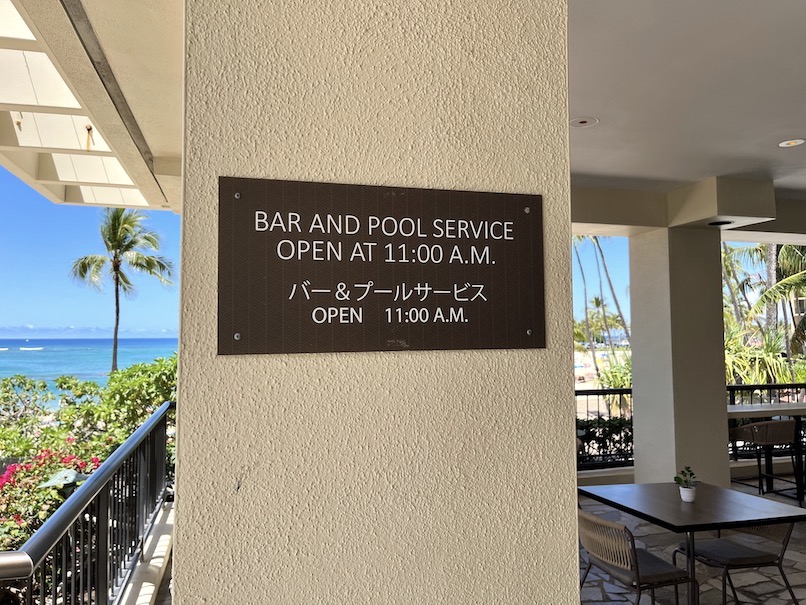 BAR AND POOL SERVICE
OPEN AT 11:00 A.M.
バー＆プールサービス
OPEN 11:00 A.M.